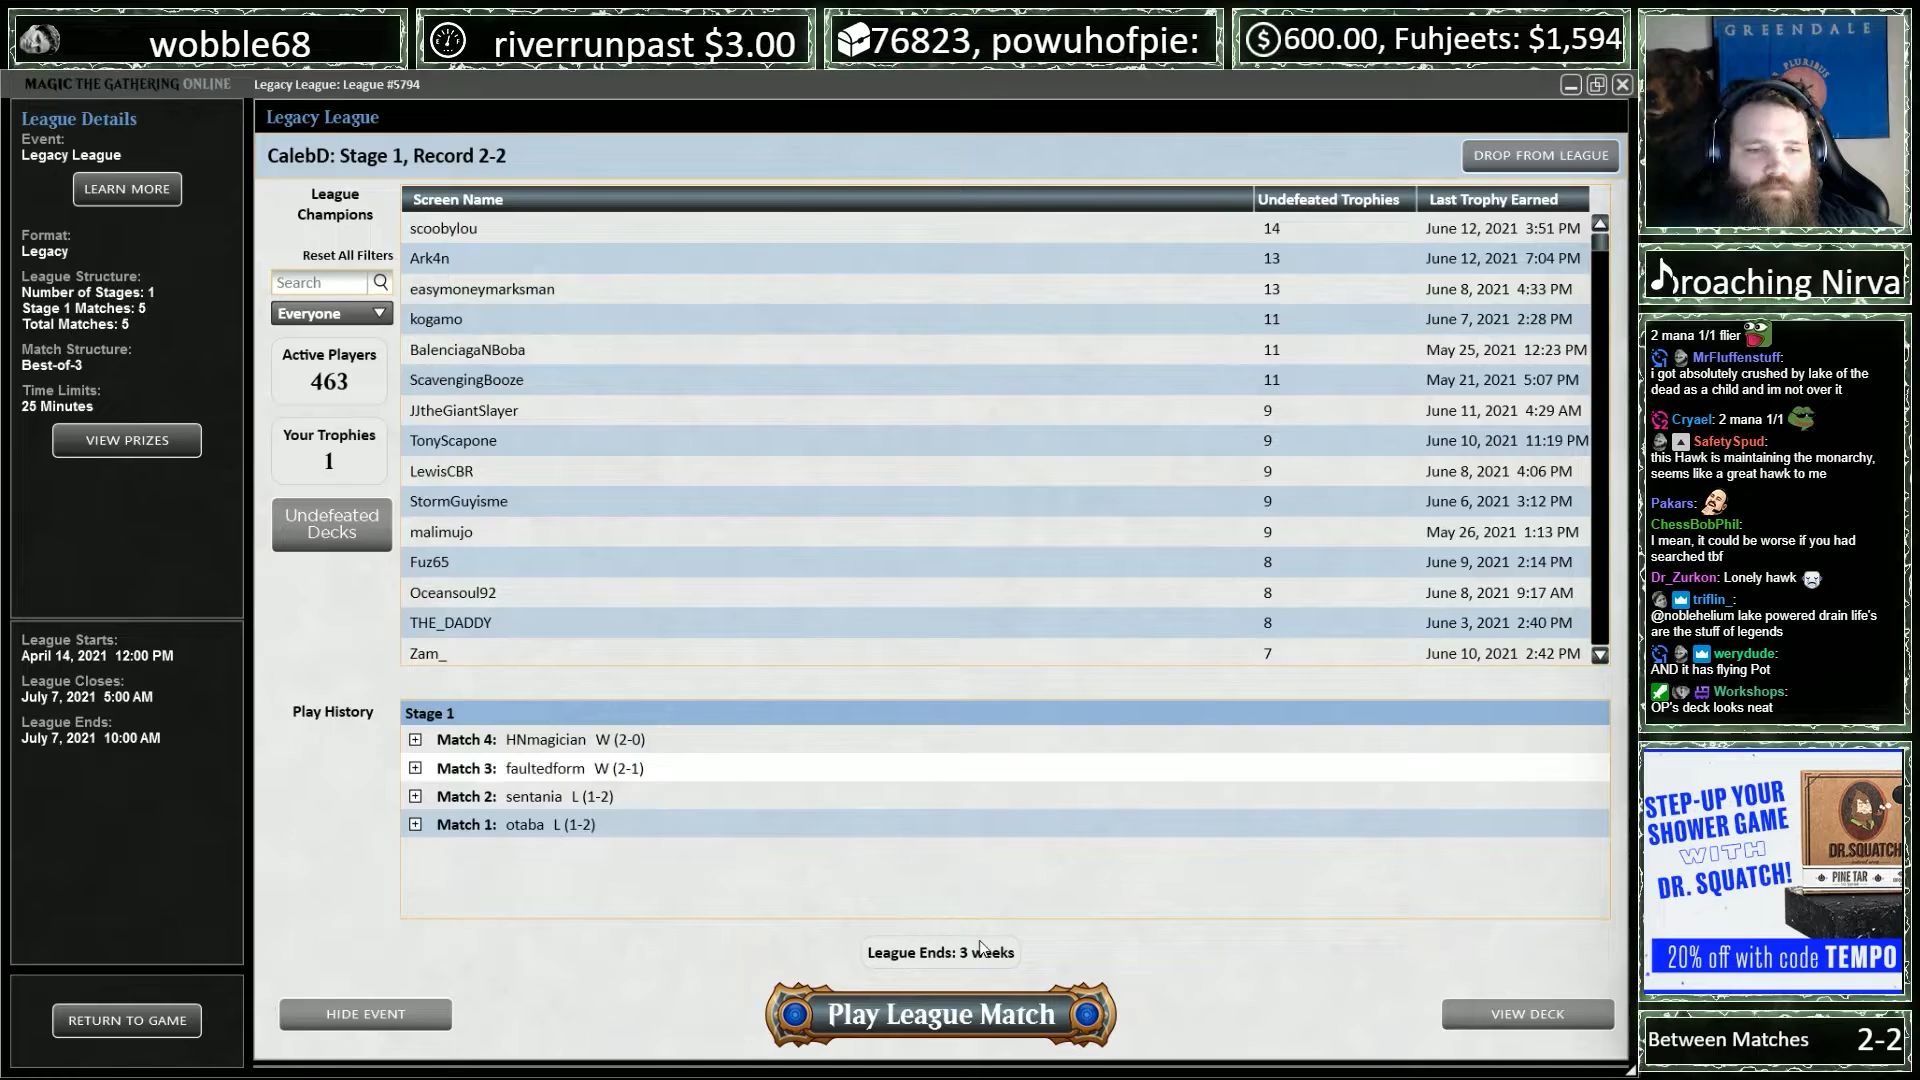 wobble68
riverrunpast $3.00
76823, powuhofpie:
$600.00, Fuhjeets: $1,594
GREENDALE
PLURIBUS
MAGIC THE GATHERING ONLINE
Legacy League: League #5794
League Details
Event:
Legacy League
LEARN MORE
Format:
Legacy
League Structure:
Number of Stages: 1
Stage 1 Matches: 5
Total Matches: 5
Match Structure:
Best-of-3
Time Limits:
25 Minutes
VIEW PRIZES
League Starts:
April 14, 2021 12:00 PM
League Closes:
July 7, 2021 5:00 AM
League Ends:
July 7, 2021 10:00 AM
RETURN TO GAME
Legacy League
CalebD: Stage 1, Record 2-2
DROP FROM LEAGUE
League
Champions
Reset All Filters
Search
Everyone
Active Players
463
Your Trophies
1
Undefeated
Decks
Screen Name Undefeated Trophies Last Trophy Earned
scoobylou 14 June 12, 2021 3:51 PM
Ark4n 13 June 12, 2021 7:04 PM
easymoneymarksman 13 June 8, 2021 4:33 PM
kogamo 11 June 7, 2021 2:28 PM
BalenciagaNBoba 11 May 25, 2021 12:23 PM
ScavengingBooze 11 May 21, 2021 5:07 PM
JJtheGiantSlayer 9 June 11, 2021 4:29 AM
TonyScapone 9 June 10, 2021 11:19 PM
LewisCBR 9 June 8, 2021 4:06 PM
StormGuyisme 9 June 6, 2021 3:12 PM
malimujo 9 May 26, 2021 1:13 PM
Fuz65 8 June 9, 2021 2:14 PM
Oceansoul92 8 June 8, 2021 9:17 AM
THE_DADDY 8 June 3, 2021 2:40 PM
Zam_ 7 June 10, 2021 2:42 PM
Play History
Stage 1
Match 4: HNmagician W (2-0)
Match 3: faultedform W (2-1)
Match 2: sentania L (1-2)
Match 1: otaba L (1-2)
League Ends: 3 weeks
HIDE EVENT
Play League Match
VIEW DECK
roaching Nirva
2 mana 1/1 flier
MrFluffenstuff:
i got absolutely crushed by lake of the
dead as a child and im not over it
Cryael: 2 mana 1/1
SafetySpud:
this Hawk is maintaining the monarchy,
seems like a great hawk to me
Pakars:
ChessBobPhil:
I mean, it could be worse if you had
searched tbf
Dr_Zurkon: Lonely hawk
triflin_:
@noblehelium lake powered drain life's
are the stuff of legends
werydude:
AND it has flying Pot
Workshops:
OP's deck looks neat
STEP-UP YOUR
SHOWER GAME
WITH
DR. SQUATCH!
DR.SQUATCH
PINE TAR
20% off with code TEMPO
Between Matches 2-2